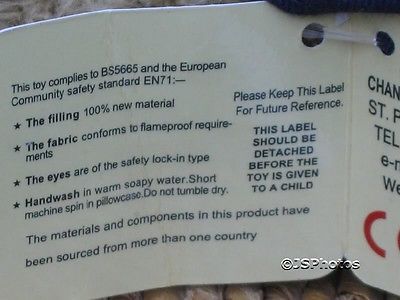 This toy complies to BS5665 and the European
Community safety standard EN71:—
★ The filling 100% new material
★ The fabric conforms to flameproof require-
ments
★ The eyes are of the safety lock-in type
★ Handwash in warm soapy water.Short
machine spin in pillowcase.Do not tumble dry.
The materials and components in this product have
been sourced from more than one country
Please Keep This Label
For Future Reference.
THIS LABEL
SHOULD BE
DETACHED
BEFORE THE
TOY IS GIVEN
TO A CHILD
CHAN
ST. P
TEL
e-m
We
CE
©JSPhotos
©JSPhotos